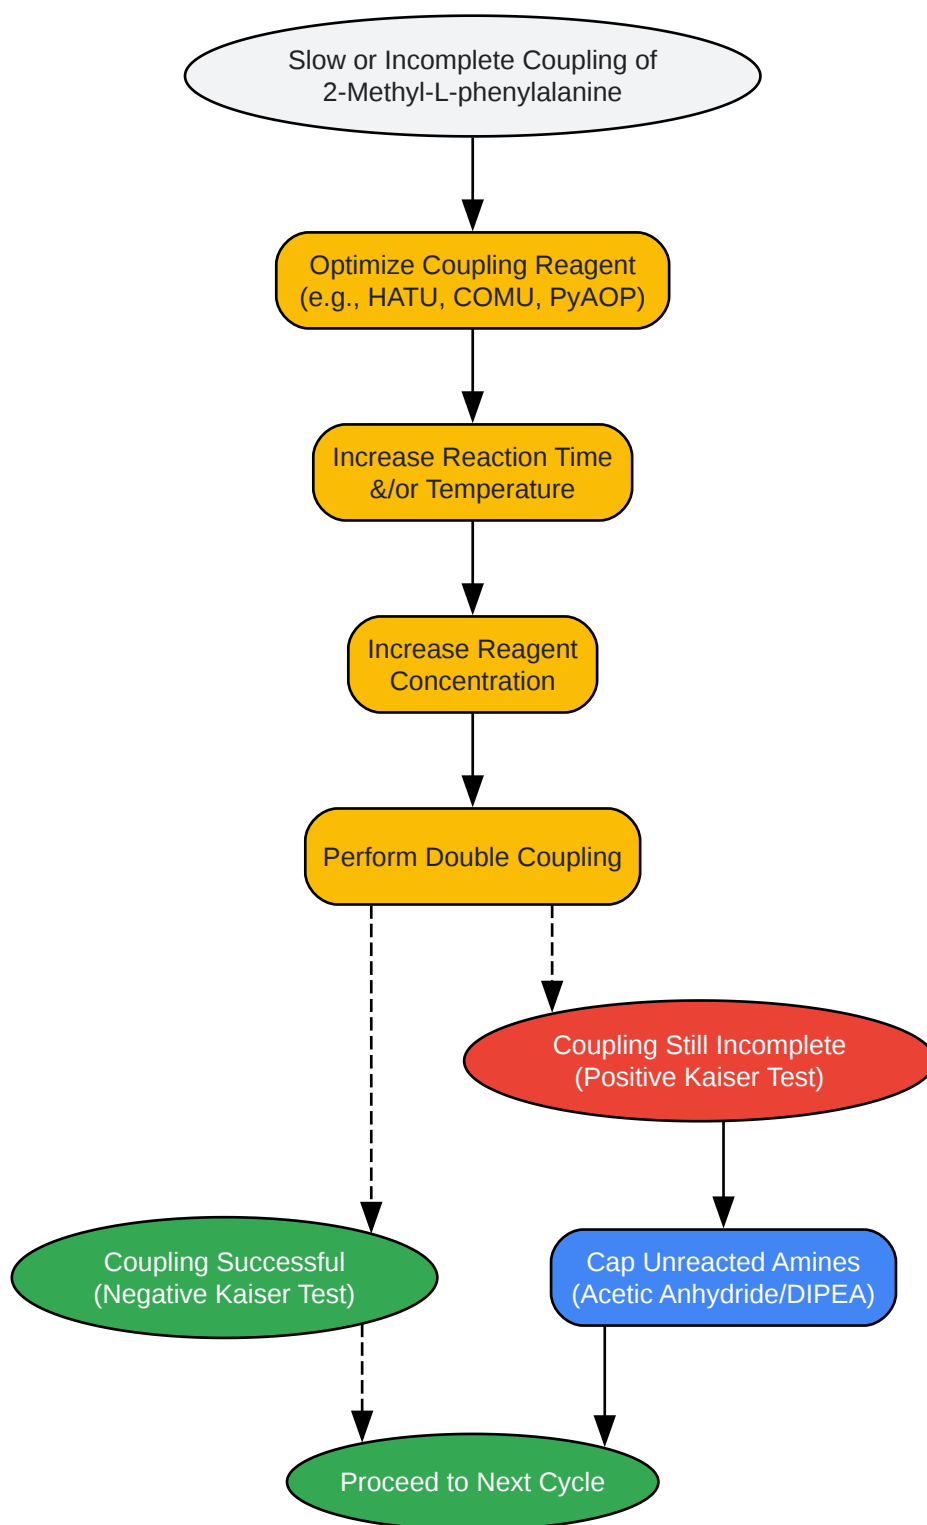 Slow or Incomplete Coupling of
2-Methyl-L-phenylalanine
Optimize Coupling Reagent
(e.g., HATU, COMU, PyAOP)
Increase Reaction Time
&/or Temperature
Increase Reagent
Concentration
Perform Double Coupling
Coupling Still Incomplete
(Positive Kaiser Test)
Coupling Successful
(Negative Kaiser Test)
Cap Unreacted Amines
(Acetic Anhydride/DIPEA)
Proceed to Next Cycle